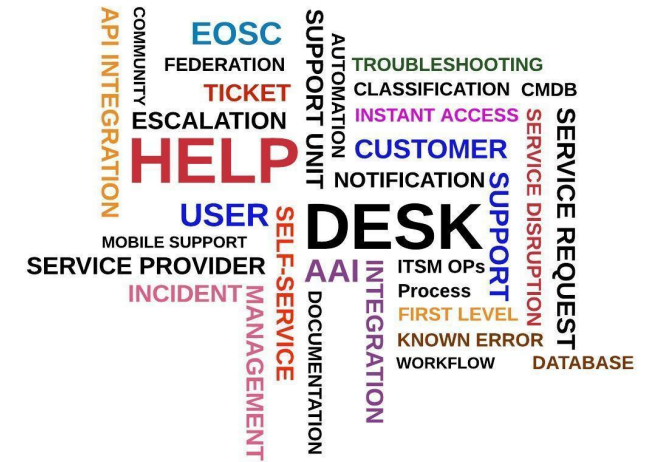 API INTEGRATION
COMMUNITY
EOSC
FEDERATION
TICKET
ESCALATION
HELP
SUPPORT UNIT
AUTOMATION
TROUBLESHOOTING
CLASSIFICATION
CMDB
INSTANT ACCESS
CUSTOMER
NOTIFICATION
SERVICE DISRUPTION
SERVICE REQUEST
USER
MOBILE SUPPORT
SERVICE PROVIDER
INCIDENT
MANAGEMENT
SELF-SERVICE
DESK
SUPPORT
AAI
INTEGRATION
DOCUMENTATION
ITSM OPs
Process
FIRST LEVEL
KNOWN ERROR
WORKFLOW
DATABASE